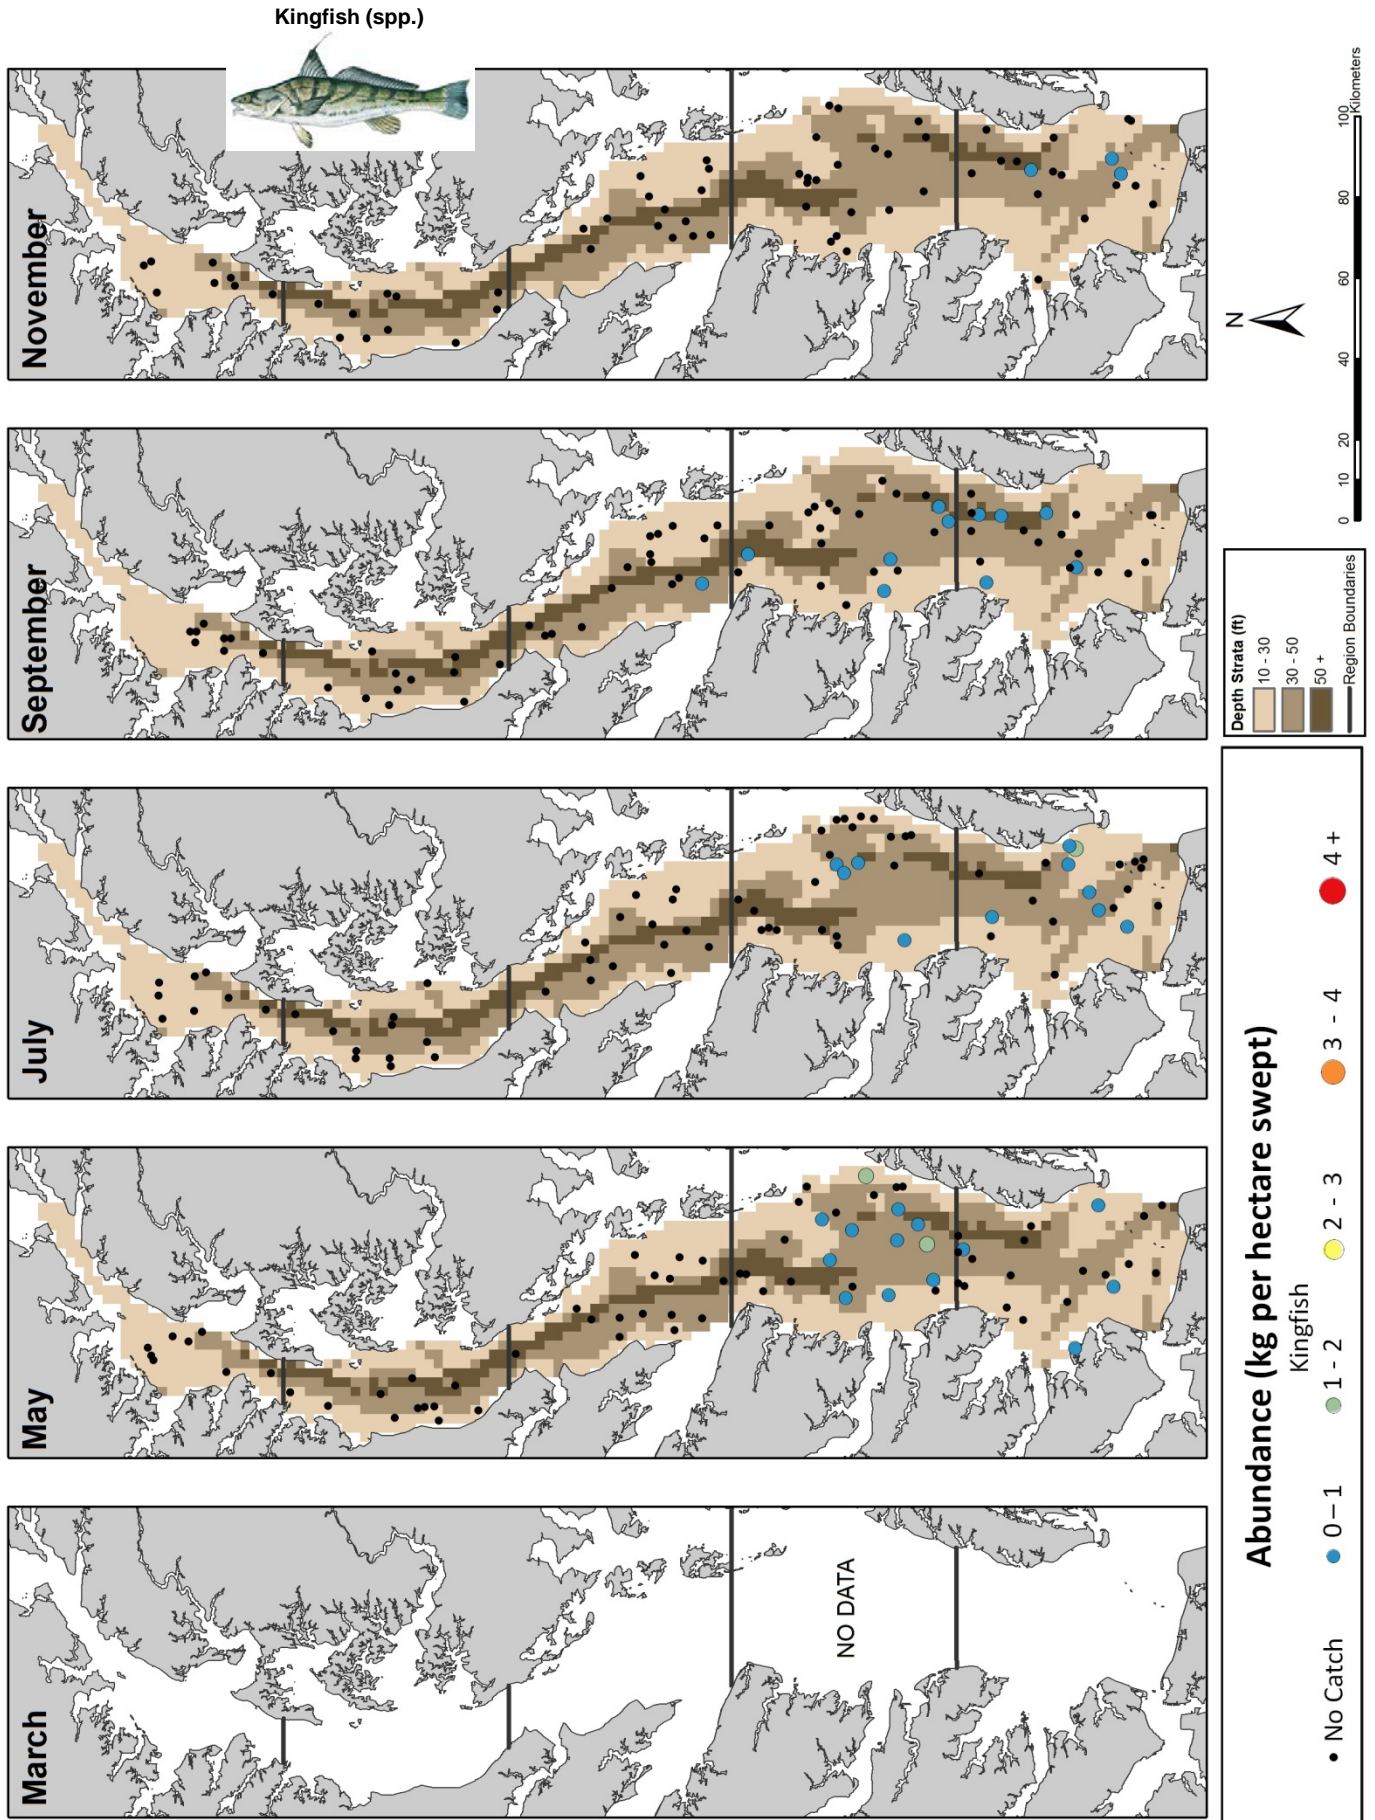 Kingfish (spp.)
March
May
July
September
November
NO DATA
Abundance (kg per hectare swept)
Kingfish
No Catch
0 – 1
1 - 2
2 - 3
3 - 4
4 +
Depth Strata (ft)
10 - 30
30 - 50
50 +
Region Boundaries
N
0 10 20 40 60 80 100
Kilometers